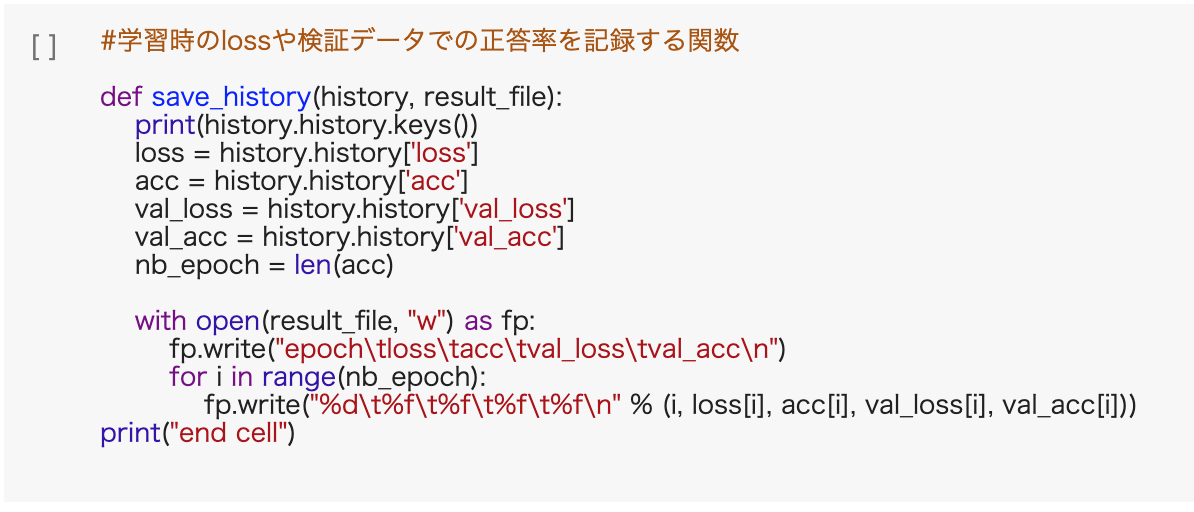 [ ] #学習時のlossや検証データでの正答率を記録する関数
def save_history(history, result_file):
    print(history.history.keys())
    loss = history.history['loss']
    acc = history.history['acc']
    val_loss = history.history['val_loss']
    val_acc = history.history['val_acc']
    nb_epoch = len(acc)
    with open(result_file, "w") as fp:
        fp.write("epoch\tloss\tacc\tval_loss\tval_acc\n")
        for i in range(nb_epoch):
            fp.write("%d\t%f\t%f\t%f\t%f\n" % (i, loss[i], acc[i], val_loss[i], val_acc[i]))
print("end cell")